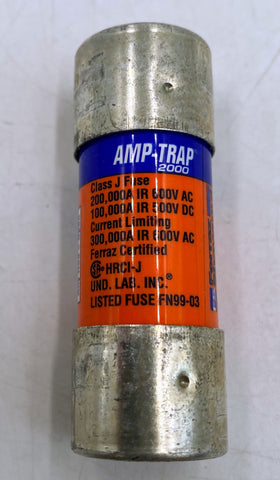 AMP-TRAP
2000
Class J Fuse
200,000A IR 600V AC
100,000A IR 500V DC
Current Limiting
300,000A IR 600V AC
Ferraz Certified
HRCI-J
UND. LAB. INC.®
LISTED FUSE FN99-03